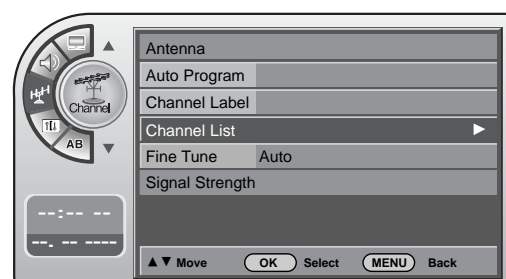 Channel
AB
--:-- --
--. -- ----
Antenna
Auto Program
Channel Label
Channel List
Fine Tune Auto
Signal Strength
▲▼ Move OK Select MENU Back